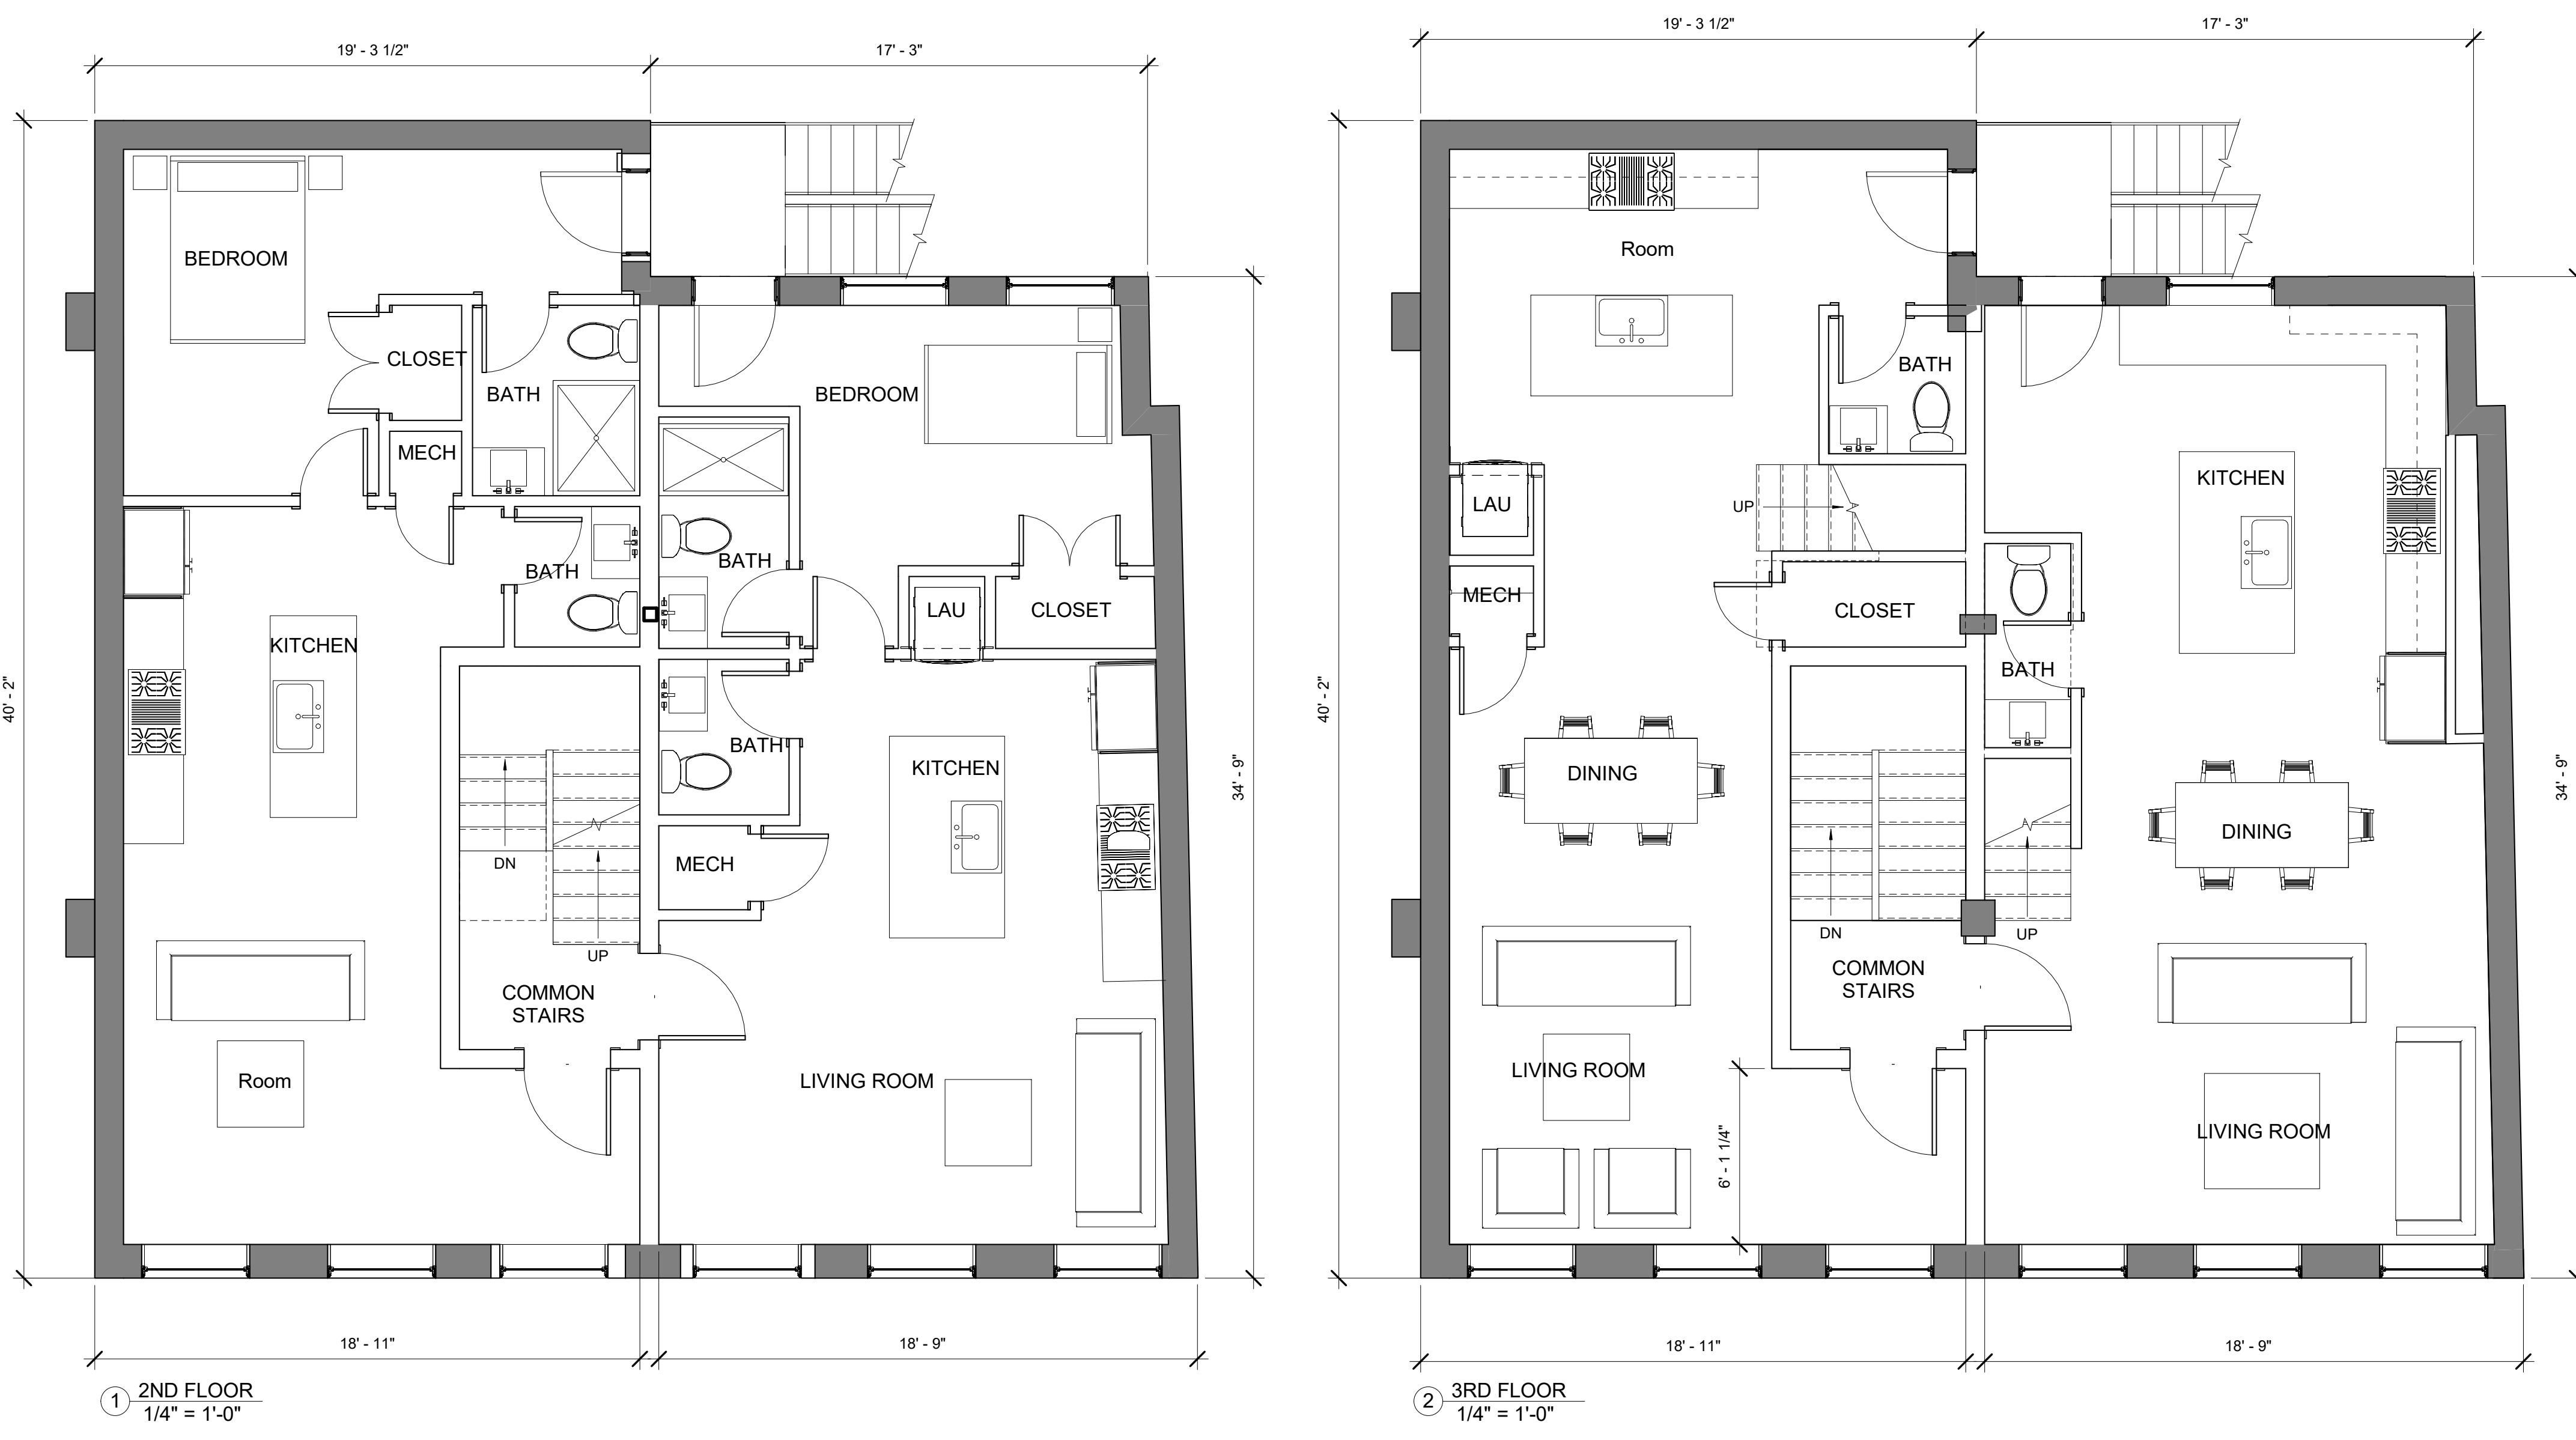 19' - 3 1/2"
17' - 3"
40' - 2"
34' - 9"
BEDROOM
CLOSET
BATH
MECH
BEDROOM
BATH
BATH
LAU
CLOSET
KITCHEN
BATH
KITCHEN
MECH
DN
UP
COMMON
STAIRS
Room
LIVING ROOM
18' - 11"
18' - 9"
1
2ND FLOOR
1/4" = 1'-0"
19' - 3 1/2"
17' - 3"
40' - 2"
34' - 9"
Room
BATH
LAU
UP
KITCHEN
MECH
CLOSET
BATH
DINING
DINING
DN
UP
COMMON
STAIRS
LIVING ROOM
6' - 1 1/4"
LIVING ROOM
18' - 11"
18' - 9"
2
3RD FLOOR
1/4" = 1'-0"